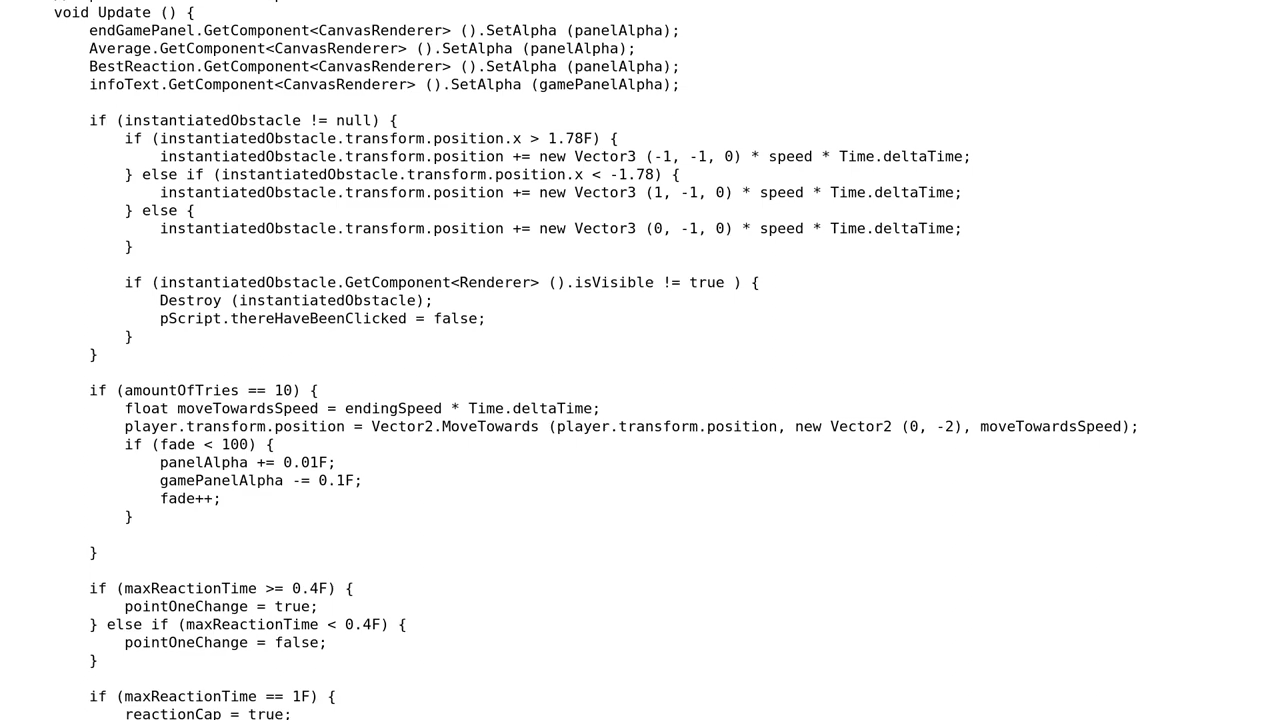 void Update () {
endGamePanel.GetComponent<CanvasRenderer> ().SetAlpha (panelAlpha);
Average.GetComponent<CanvasRenderer> ().SetAlpha (panelAlpha);
BestReaction.GetComponent<CanvasRenderer> ().SetAlpha (panelAlpha);
infoText.GetComponent<CanvasRenderer> ().SetAlpha (gamePanelAlpha);
if (instantiatedObstacle != null) {
if (instantiatedObstacle.transform.position.x > 1.78F) {
instantiatedObstacle.transform.position += new Vector3 (-1, -1, 0) * speed * Time.deltaTime;
} else if (instantiatedObstacle.transform.position.x < -1.78) {
instantiatedObstacle.transform.position += new Vector3 (1, -1, 0) * speed * Time.deltaTime;
} else {
instantiatedObstacle.transform.position += new Vector3 (0, -1, 0) * speed * Time.deltaTime;
}
if (instantiatedObstacle.GetComponent<Renderer> ().isVisible != true ) {
Destroy (instantiatedObstacle);
pScript.thereHaveBeenClicked = false;
}
}
if (amountOfTries == 10) {
float moveTowardsSpeed = endingSpeed * Time.deltaTime;
player.transform.position = Vector2.MoveTowards (player.transform.position, new Vector2 (0, -2), moveTowardsSpeed);
if (fade < 100) {
panelAlpha += 0.01F;
gamePanelAlpha -= 0.1F;
fade++;
}
}
if (maxReactionTime >= 0.4F) {
pointOneChange = true;
} else if (maxReactionTime < 0.4F) {
pointOneChange = false;
}
if (maxReactionTime == 1F) {
reactionCap = true;